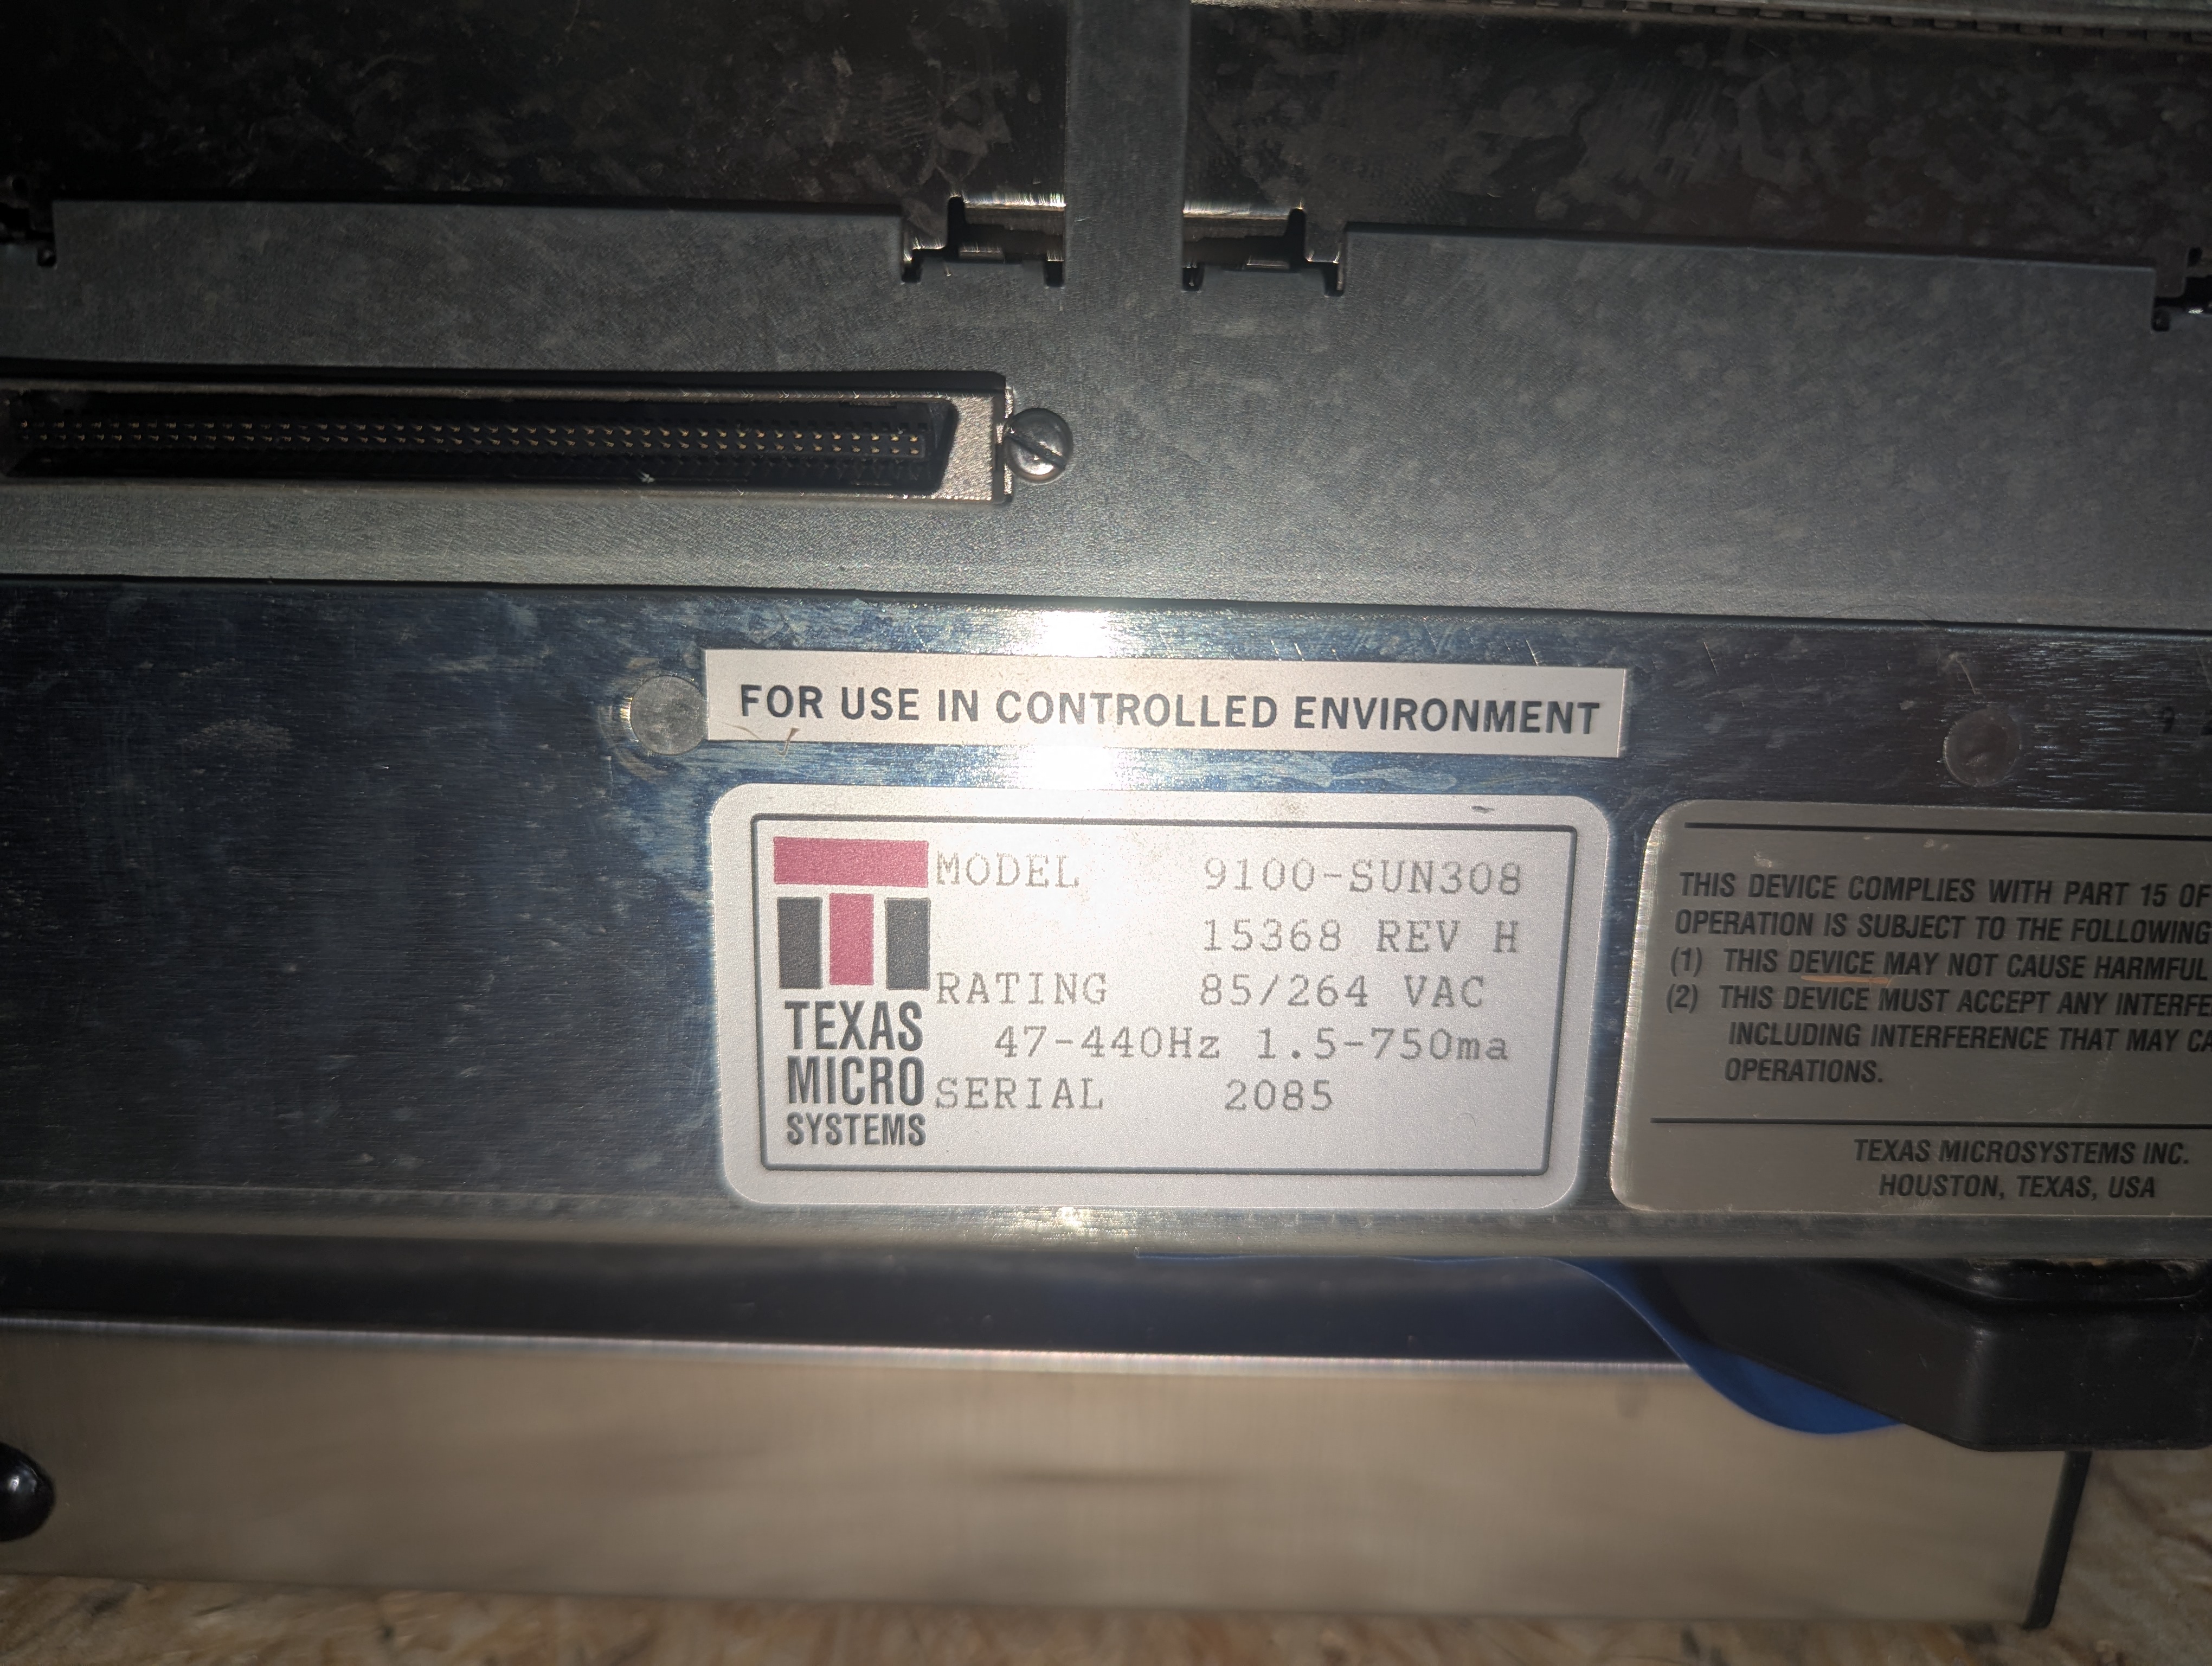 FOR USE IN CONTROLLED ENVIRONMENT
MODEL 9100-SUN308
15368 REV H
RATING 85/264 VAC
47-440Hz 1.5-750ma
SERIAL 2085
TEXAS
MICRO
SYSTEMS
THIS DEVICE COMPLIES WITH PART 15 OF
OPERATION IS SUBJECT TO THE FOLLOWING
(1) THIS DEVICE MAY NOT CAUSE HARMFUL
(2) THIS DEVICE MUST ACCEPT ANY
INCLUDING INTERFERENCE THAT MAY
OPERATIONS.
TEXAS MICROSYSTEMS INC.
HOUSTON, TEXAS, USA